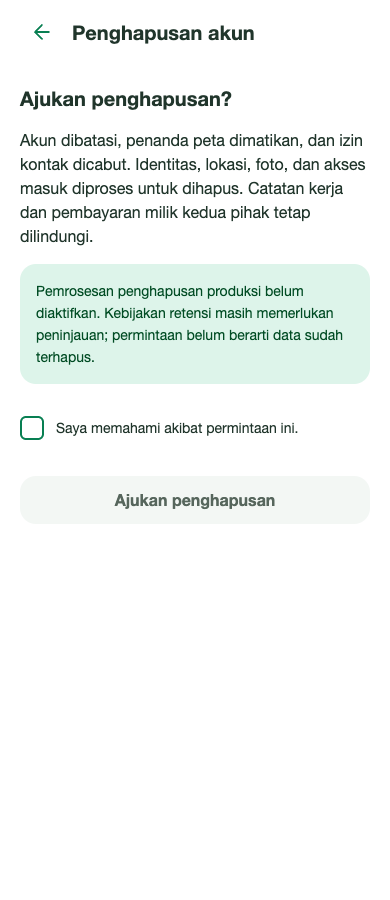 Penghapusan akun
Ajukan penghapusan?
Akun dibatasi, penanda peta dimatikan, dan izin
kontak dicabut. Identitas, lokasi, foto, dan akses
masuk diproses untuk dihapus. Catatan kerja
dan pembayaran milik kedua pihak tetap
dilindungi.
Pemrosesan penghapusan produksi belum
diaktifkan. Kebijakan retensi masih memerlukan
peninjauan; permintaan belum berarti data sudah
terhapus.
Saya memahami akibat permintaan ini.
Ajukan penghapusan